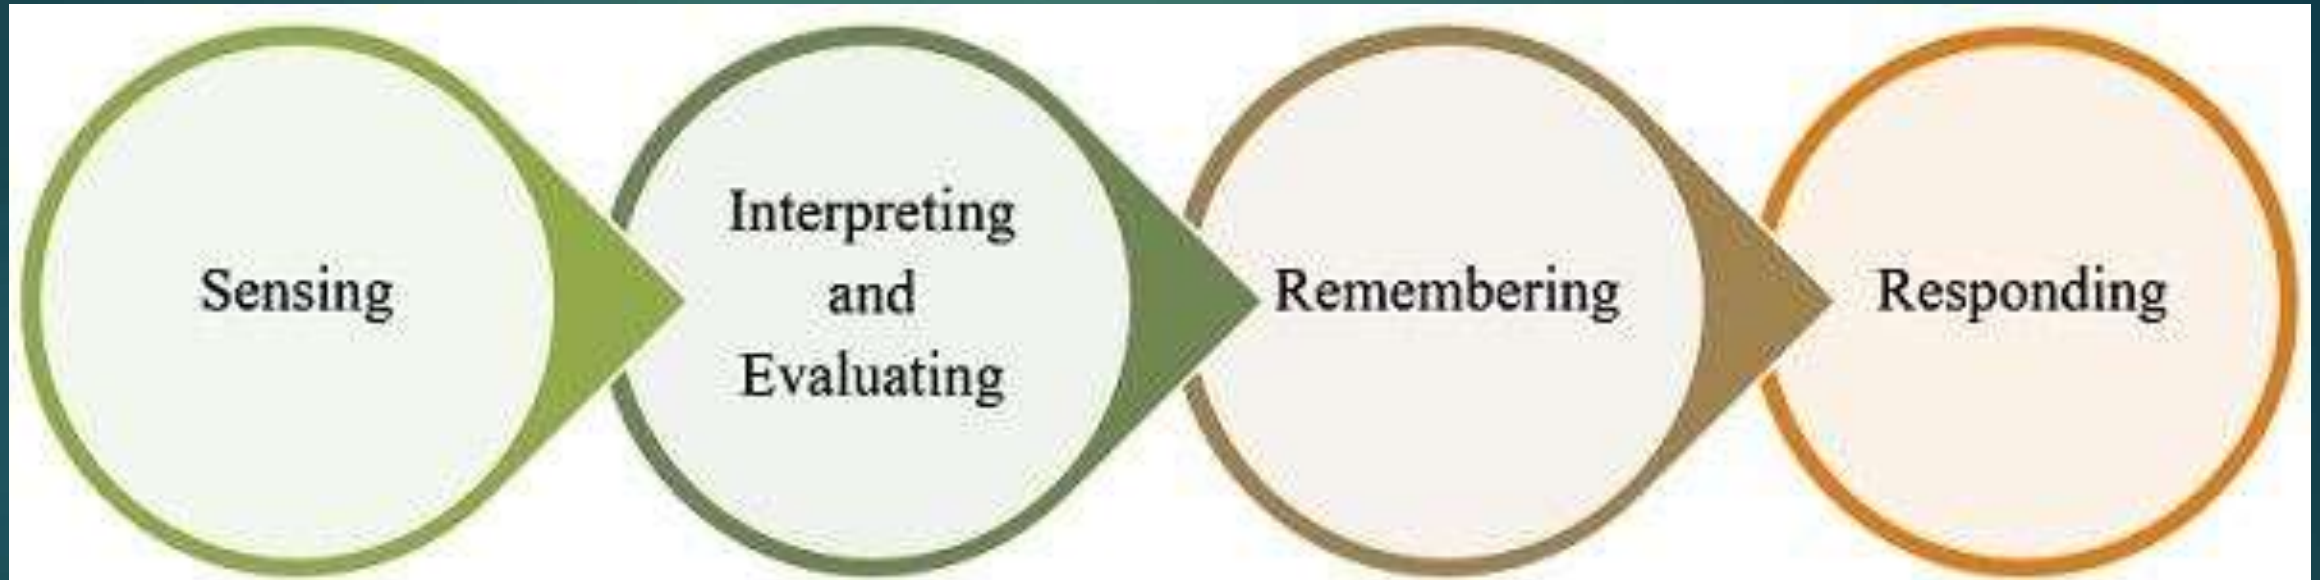 Sensing
Interpreting
and
Evaluating
Remembering
Responding